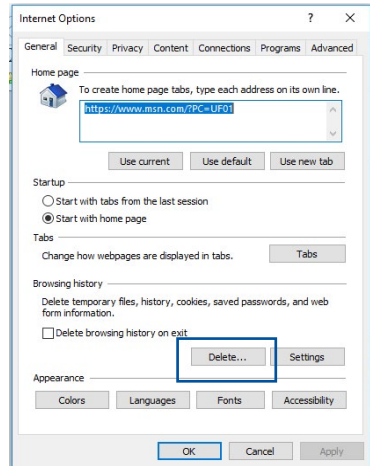 Internet Options ? X
General Security Privacy Content Connections Programs Advanced
Home page
To create home page tabs, type each address on its own line.
https://www.msn.com/?PC=UF01
Use current Use default Use new tab
Startup
Start with tabs from the last session
Start with home page
Tabs
Change how webpages are displayed in tabs. Tabs
Browsing history
Delete temporary files, history, cookies, saved passwords, and web
form information.
Delete browsing history on exit
Delete... Settings
Appearance
Colors Languages Fonts Accessibility
OK Cancel Apply